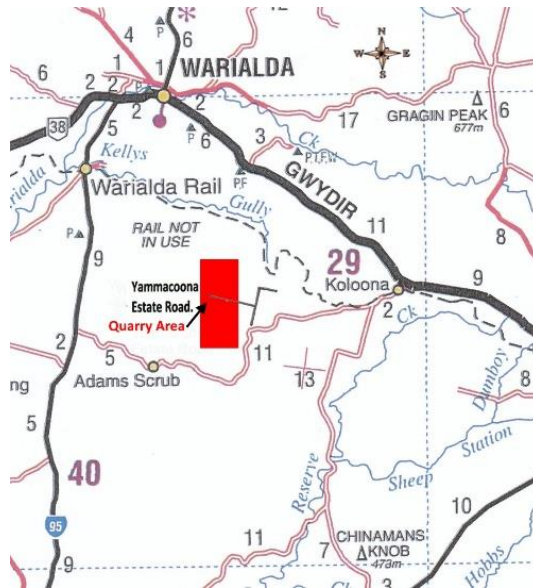 12
4
P
6
N
W E
S
1
1
WARIALDA
6
2
P
2
2
2
17
Ck
GRAGIN PEAK
677m
6
38
5
P
6
3
P,T,F,W
Kellys
P,F
GWYDIR
8
Warialda Rail
Gully
RAIL NOT
IN USE
11
P
9
29
9
Koloona
2
Yammacoona
Estate Road.
Quarry Area
Ck
2
5
11
13
Dumboy
8
Adams Scrub
ng
5
Station
Sheep
Reserve
40
10
95
11
CHINAMANS
KNOB
473m
7
9
3
Hobbs